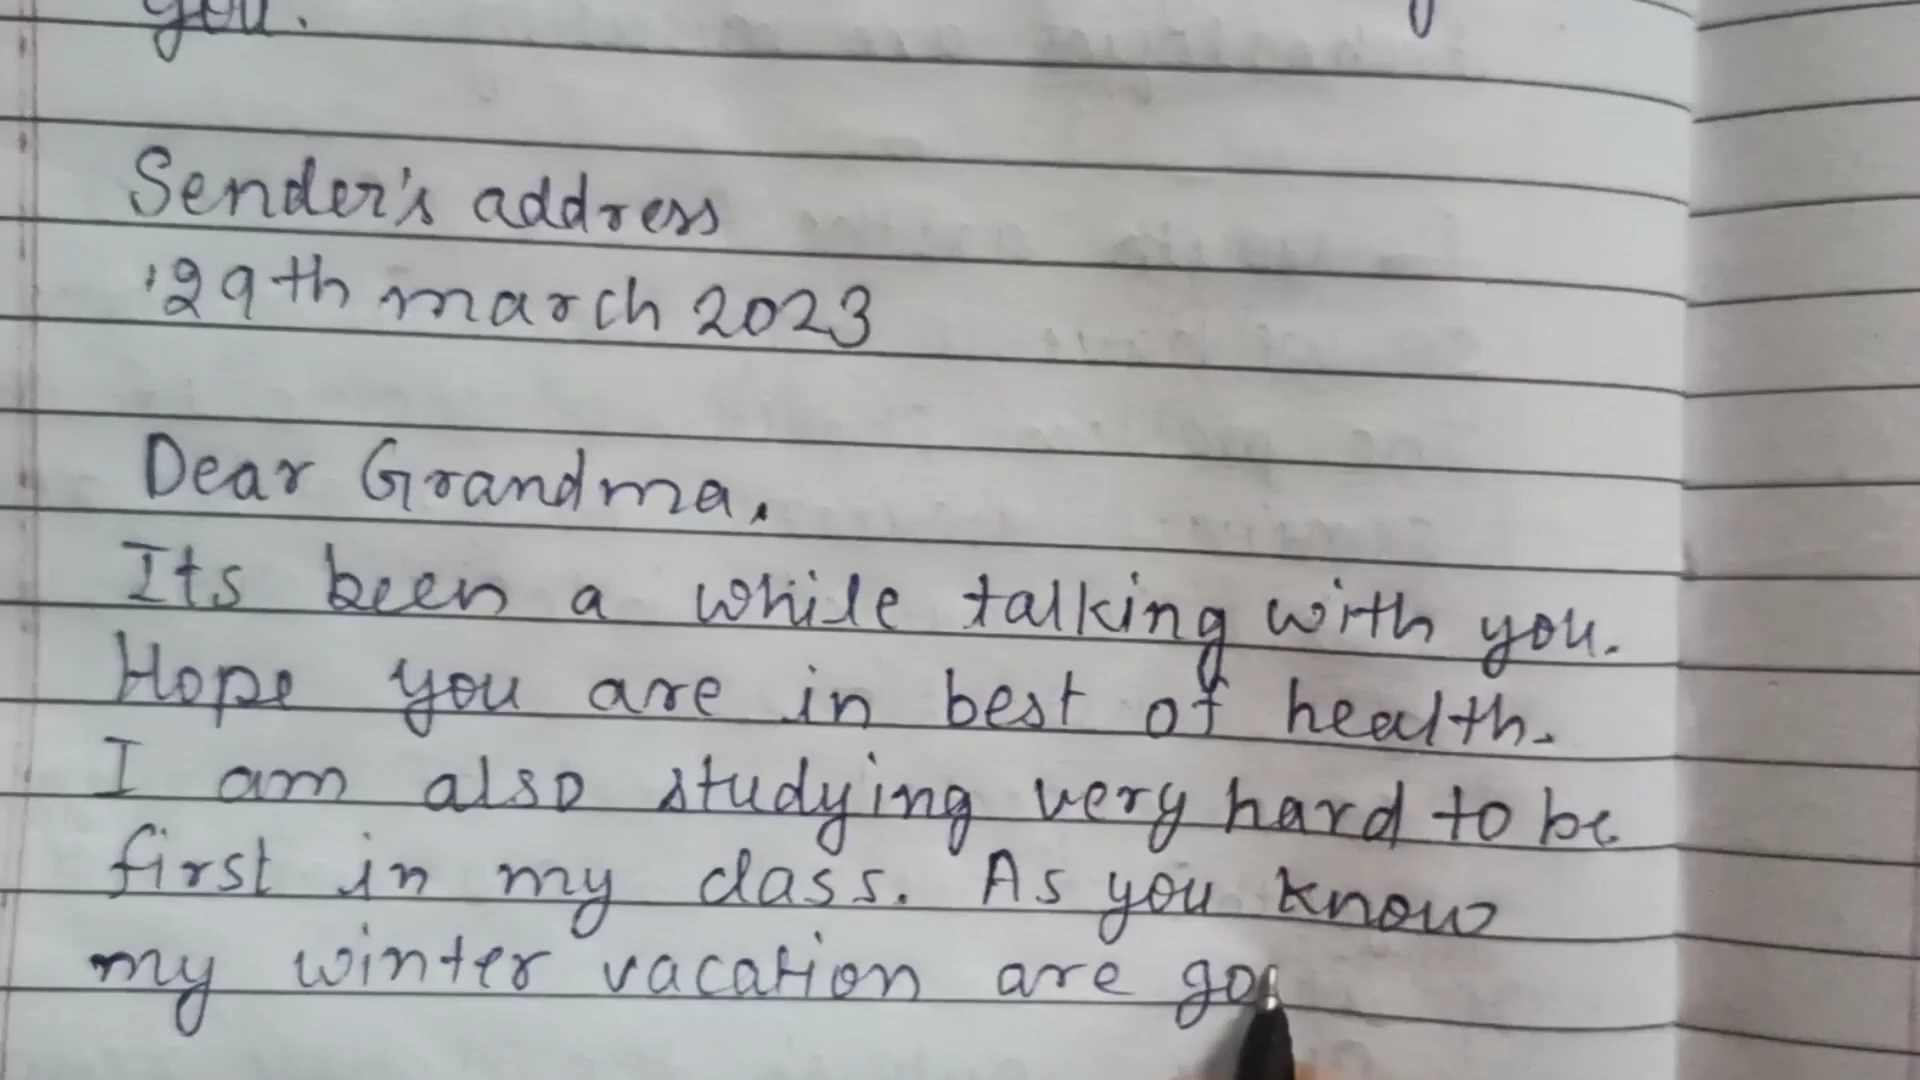 you.
Sender's address
29th march 2023
Dear Grandma,
Its been a while talking with you.
Hope you are in best of health.
I am also studying very hard to be
first in my class. As you know
my winter vacation are go